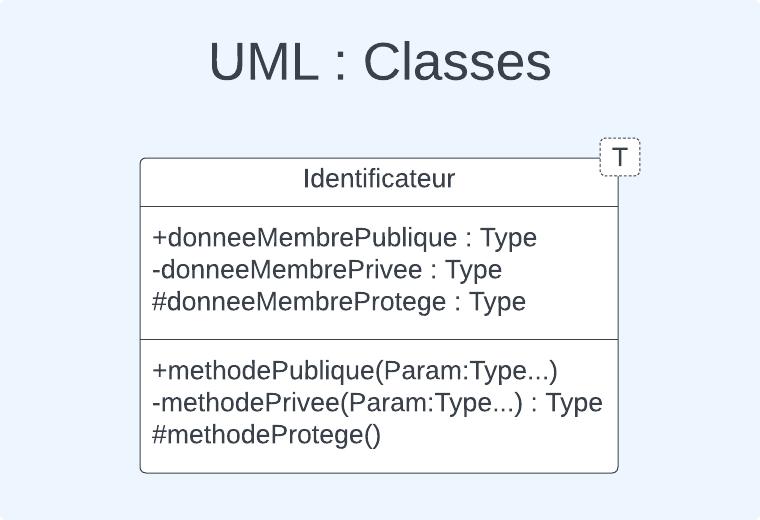 UML : Classes
T
Identificateur
+donneeMembrePublique : Type
-donneeMembrePrivee : Type
#donneeMembreProtege : Type
+methodePublique(Param:Type...)
-methodePrivee(Param:Type...) : Type
#methodeProtege()